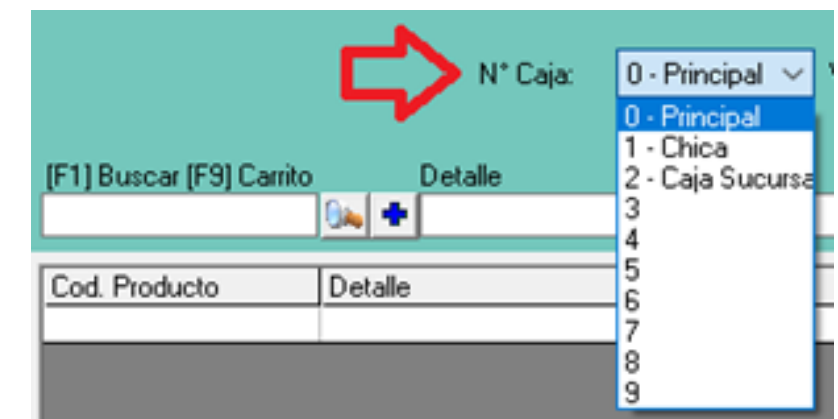 N° Caja:
0 - Principal
0 - Principal
1 - Chica
2 - Caja Sucursa
3
4
5
6
7
8
9
[F1] Buscar [F9] Carrito
Detalle
Cod. Producto
Detalle